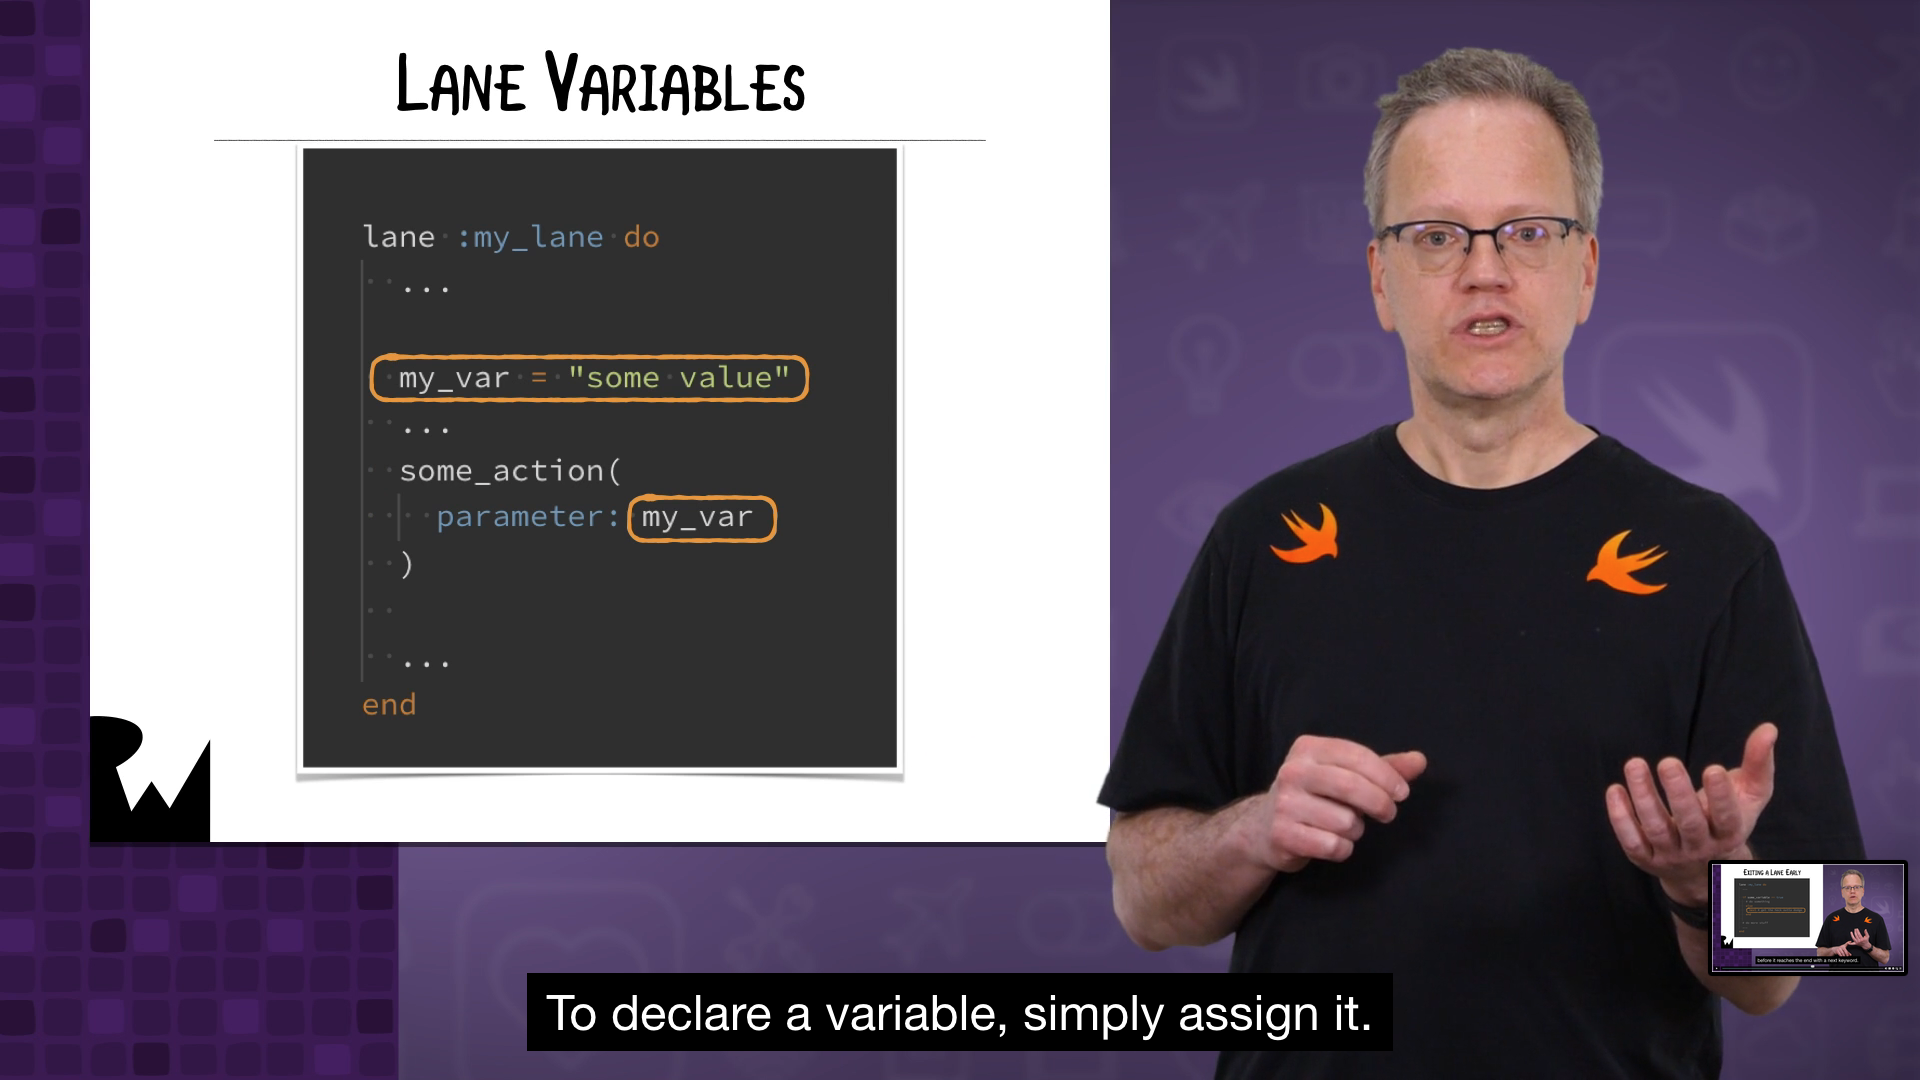 LANE VARIABLES
lane :my_lane do
...
my_var = "some value"
...
some_action(
parameter: my_var
)
...
end
RW
To declare a variable, simply assign it.
EXITING A LANE EARLY
before it reaches the end with a next keyword.